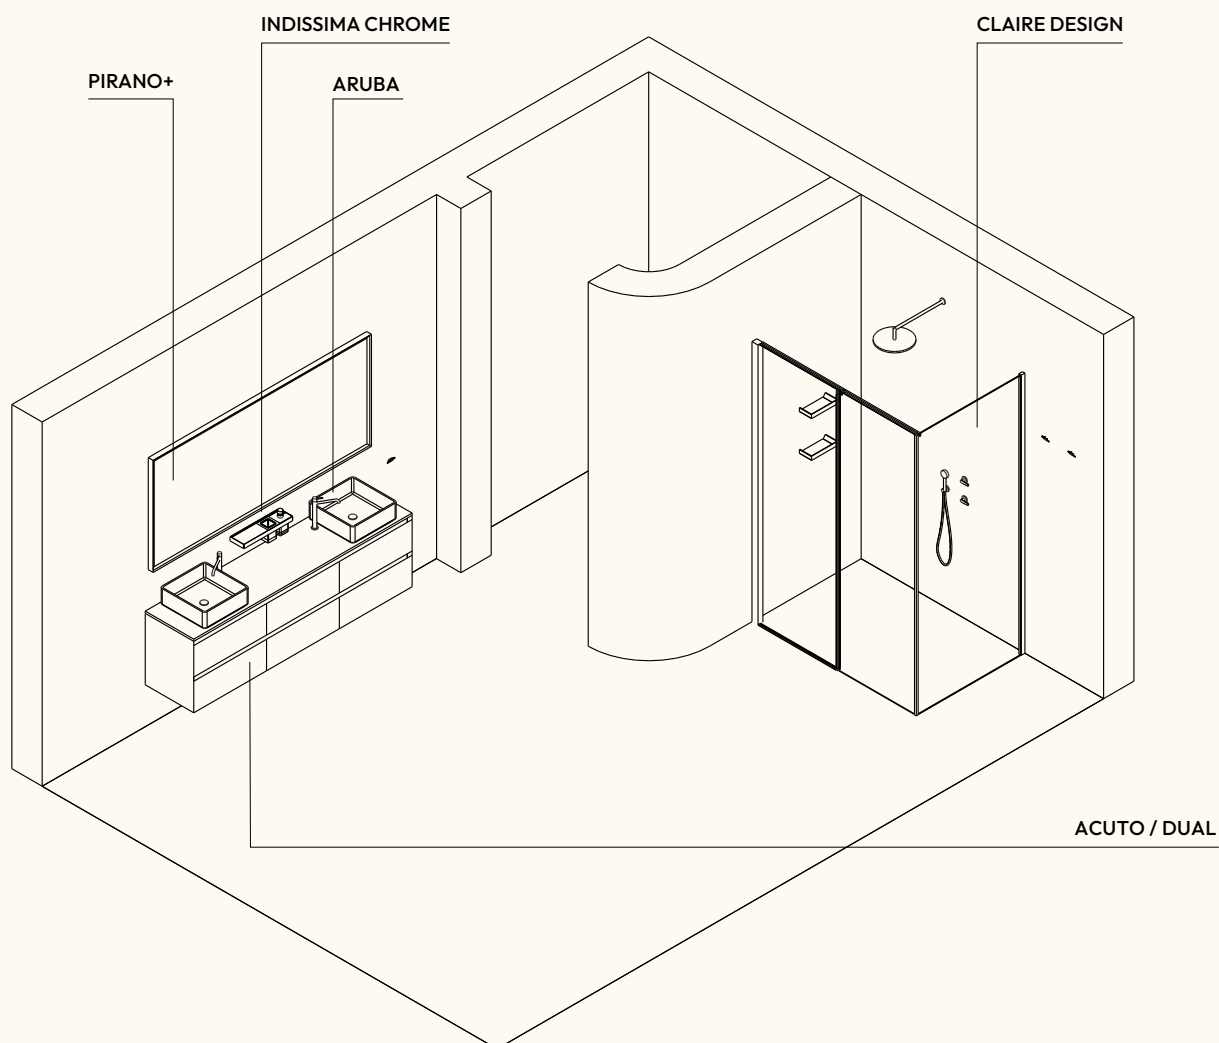 INDISSIMA CHROME
CLAIRE DESIGN
PIRANO+
ARUBA
ACUTO / DUAL